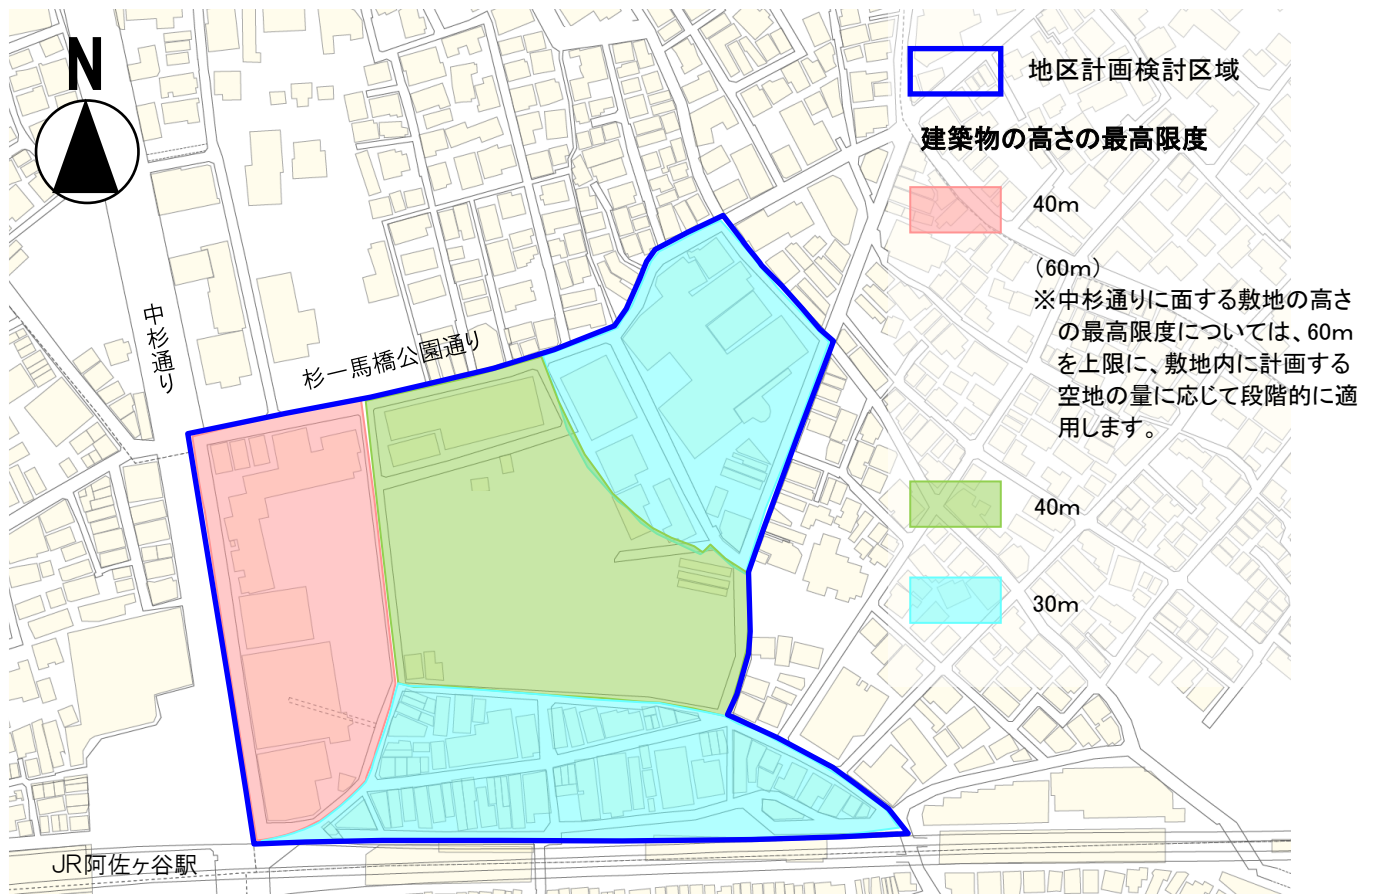 N
地区計画検討区域
建築物の高さの最高限度
40m
(60m)
※中杉通りに面する敷地の高さ
の最高限度については、60m
を上限に、敷地内に計画する
空地の量に応じて段階的に適
用します。
40m
30m
中杉通り
杉一馬橋公園通り
JR阿佐ヶ谷駅